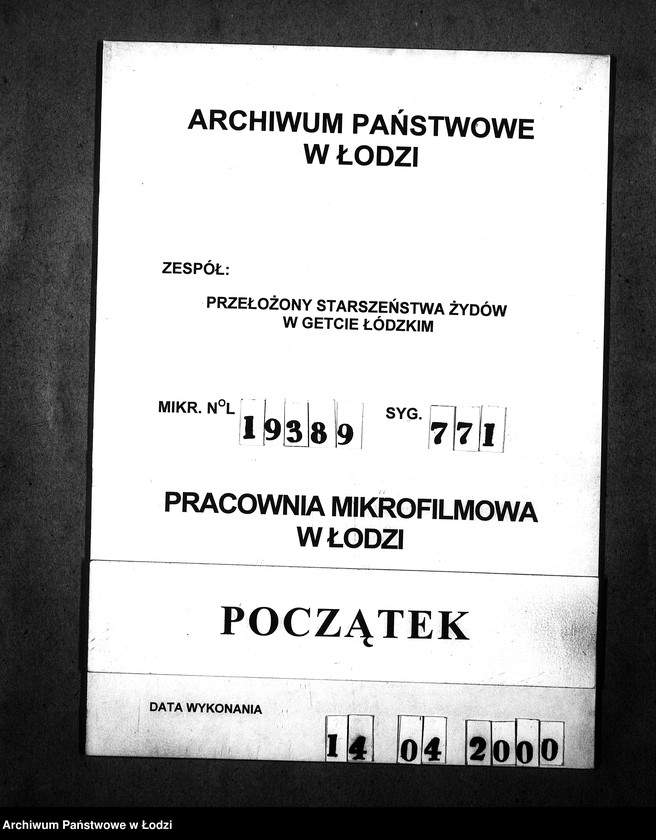 ARCHIWUM PAŃSTWOWE
W ŁODZI
ZESPÓŁ:
PRZEŁOŻONY STARSZEŃSTWA ŻYDÓW
W GETCIE ŁÓDZKIM
MIKR. NOL 19389 SYG. 771
PRACOWNIA MIKROFILMOWA
W ŁODZI
POCZĄTEK
DATA WYKONANIA
14 04 2000
Archiwum Państwowe w Łodzi